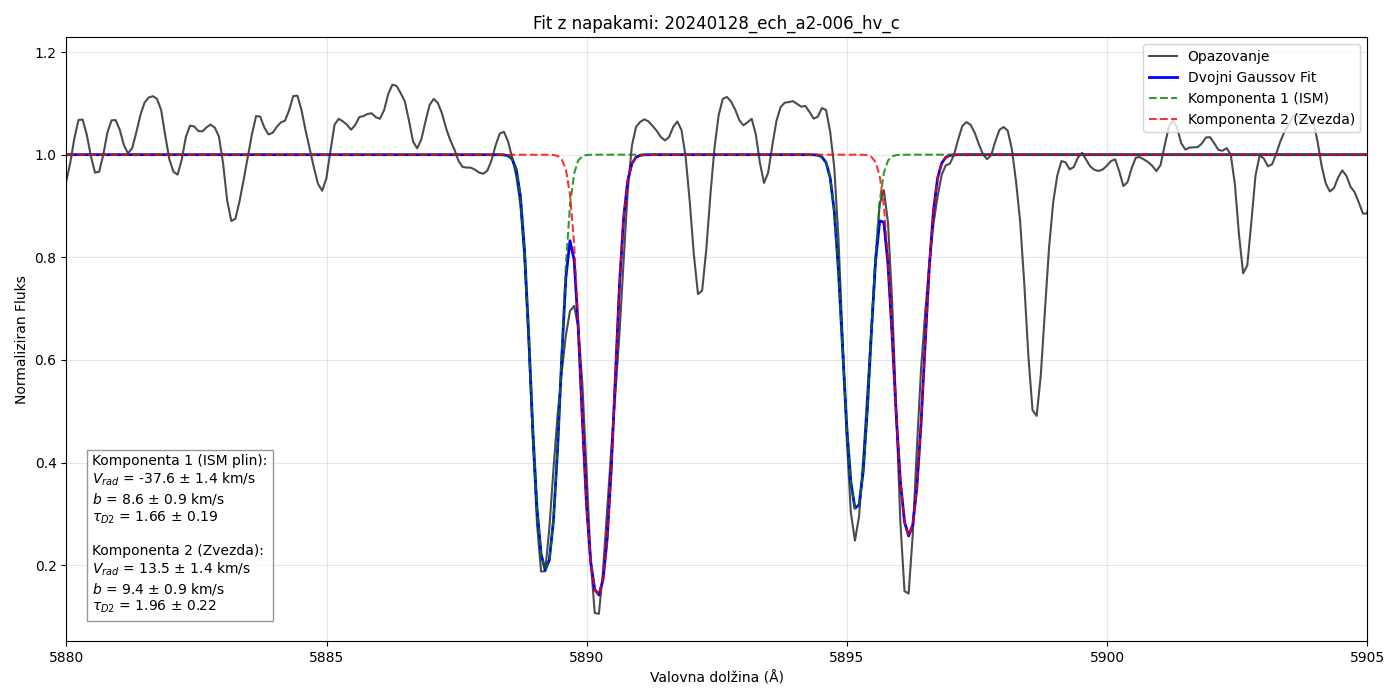 Fit z napakami: 20240128_ech_a2-006_hv_c
Normaliziran Fluks
1.2
1.0
0.8
0.6
0.4
0.2
Opazovanje
Dvojni Gaussov Fit
Komponenta 1 (ISM)
Komponenta 2 (Zvezda)
Komponenta 1 (ISM plin):
V_rad = -37.6 ± 1.4 km/s
b = 8.6 ± 0.9 km/s
τ_D2 = 1.66 ± 0.19
Komponenta 2 (Zvezda):
V_rad = 13.5 ± 1.4 km/s
b = 9.4 ± 0.9 km/s
τ_D2 = 1.96 ± 0.22
5880 5885 5890 5895 5900 5905
Valovna dolžina (Å)